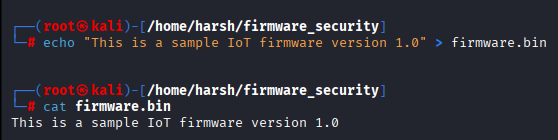 ┌──(root㉿kali)-[/home/harsh/firmware_security]
└─# echo "This is a sample IoT firmware version 1.0" > firmware.bin
┌──(root㉿kali)-[/home/harsh/firmware_security]
└─# cat firmware.bin
This is a sample IoT firmware version 1.0